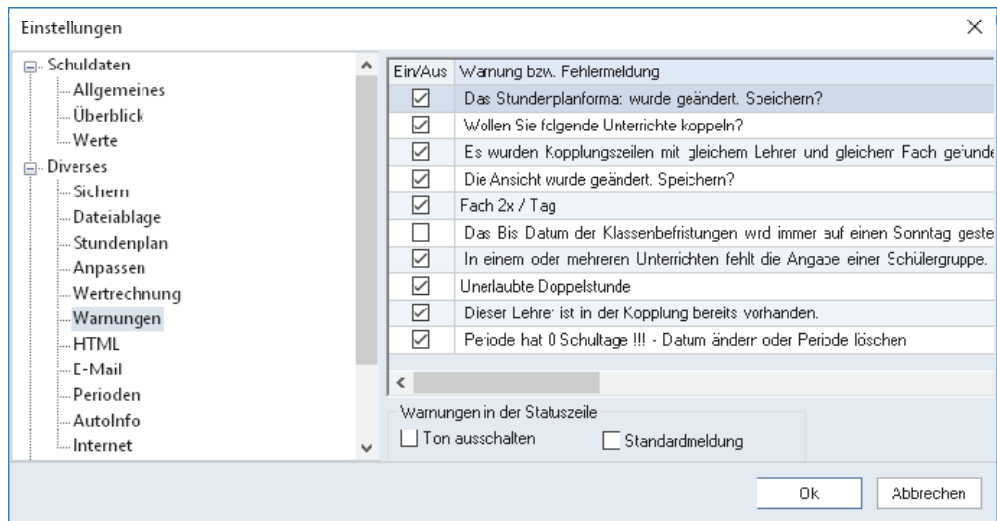 Einstellungen
Schuldaten
Allgemeines
Überblick
Werte
Diverses
Sichern
Dateiablage
Stundenplan
Anpassen
Wertrechnung
Warnungen
HTML
E-Mail
Perioden
AutoInfo
Internet
Ein/Aus Warnung bzw. Fehlermeldung
Das Stundenplanformat wurde geändert. Speichern?
Wollen Sie folgende Unterrichte koppeln?
Es wurden Kopplungszeilen mit gleichem Lehrer und gleichem Fach gefunde
Die Ansicht wurde geändert. Speichern?
Fach 2x / Tag
Das Bis Datum der Klassenbefristungen wird immer auf einen Sonntag geste
In einem oder mehreren Unterrichten fehlt die Angabe einer Schülergruppe.
Unerlaubte Doppelstunde
Dieser Lehrer ist in der Kopplung bereits vorhanden.
Periode hat 0 Schultage !!! - Datum ändern oder Periode löschen
Warnungen in der Statuszeile
Ton ausschalten
Standardmeldung
Ok
Abbrechen